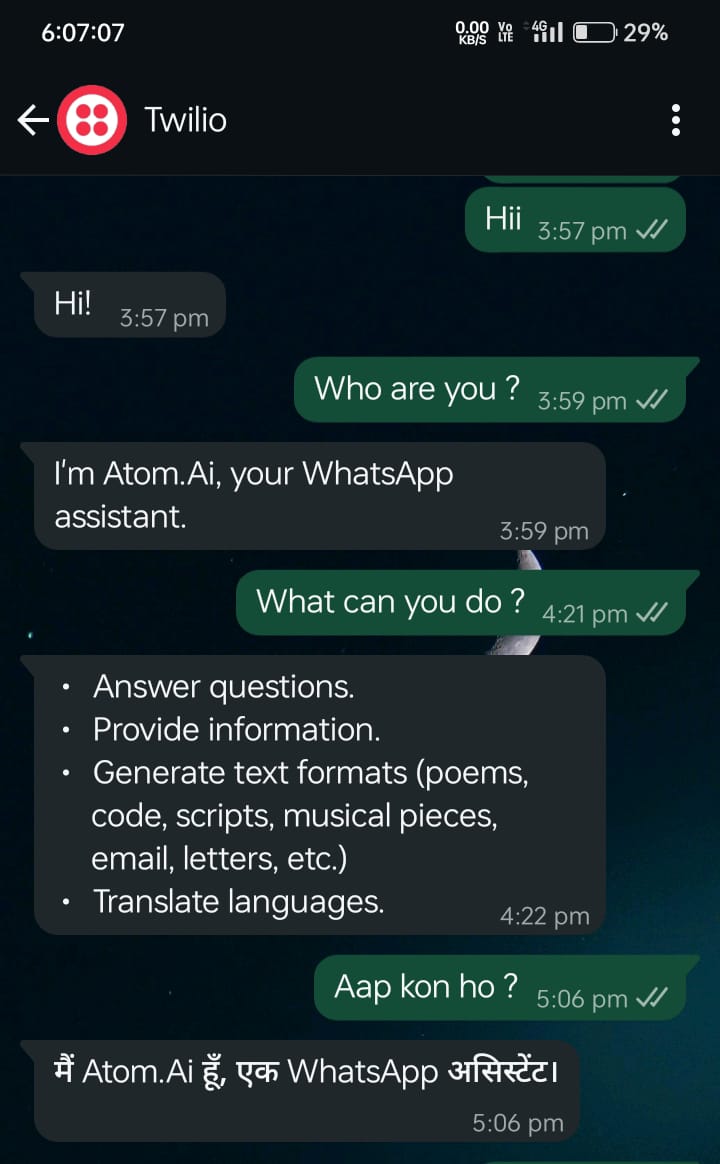 6:07:07 0.00 KB/S Vo LTE 4G 29%
Twilio
Hii 3:57 pm
Hi! 3:57 pm
Who are you ? 3:59 pm
I'm Atom.Ai, your WhatsApp
assistant.
3:59 pm
What can you do ? 4:21 pm
• Answer questions.
• Provide information.
• Generate text formats (poems,
code, scripts, musical pieces,
email, letters, etc.)
• Translate languages.
4:22 pm
Aap kon ho ? 5:06 pm
मैं Atom.Ai हूँ, एक WhatsApp असिस्टेंट।
5:06 pm